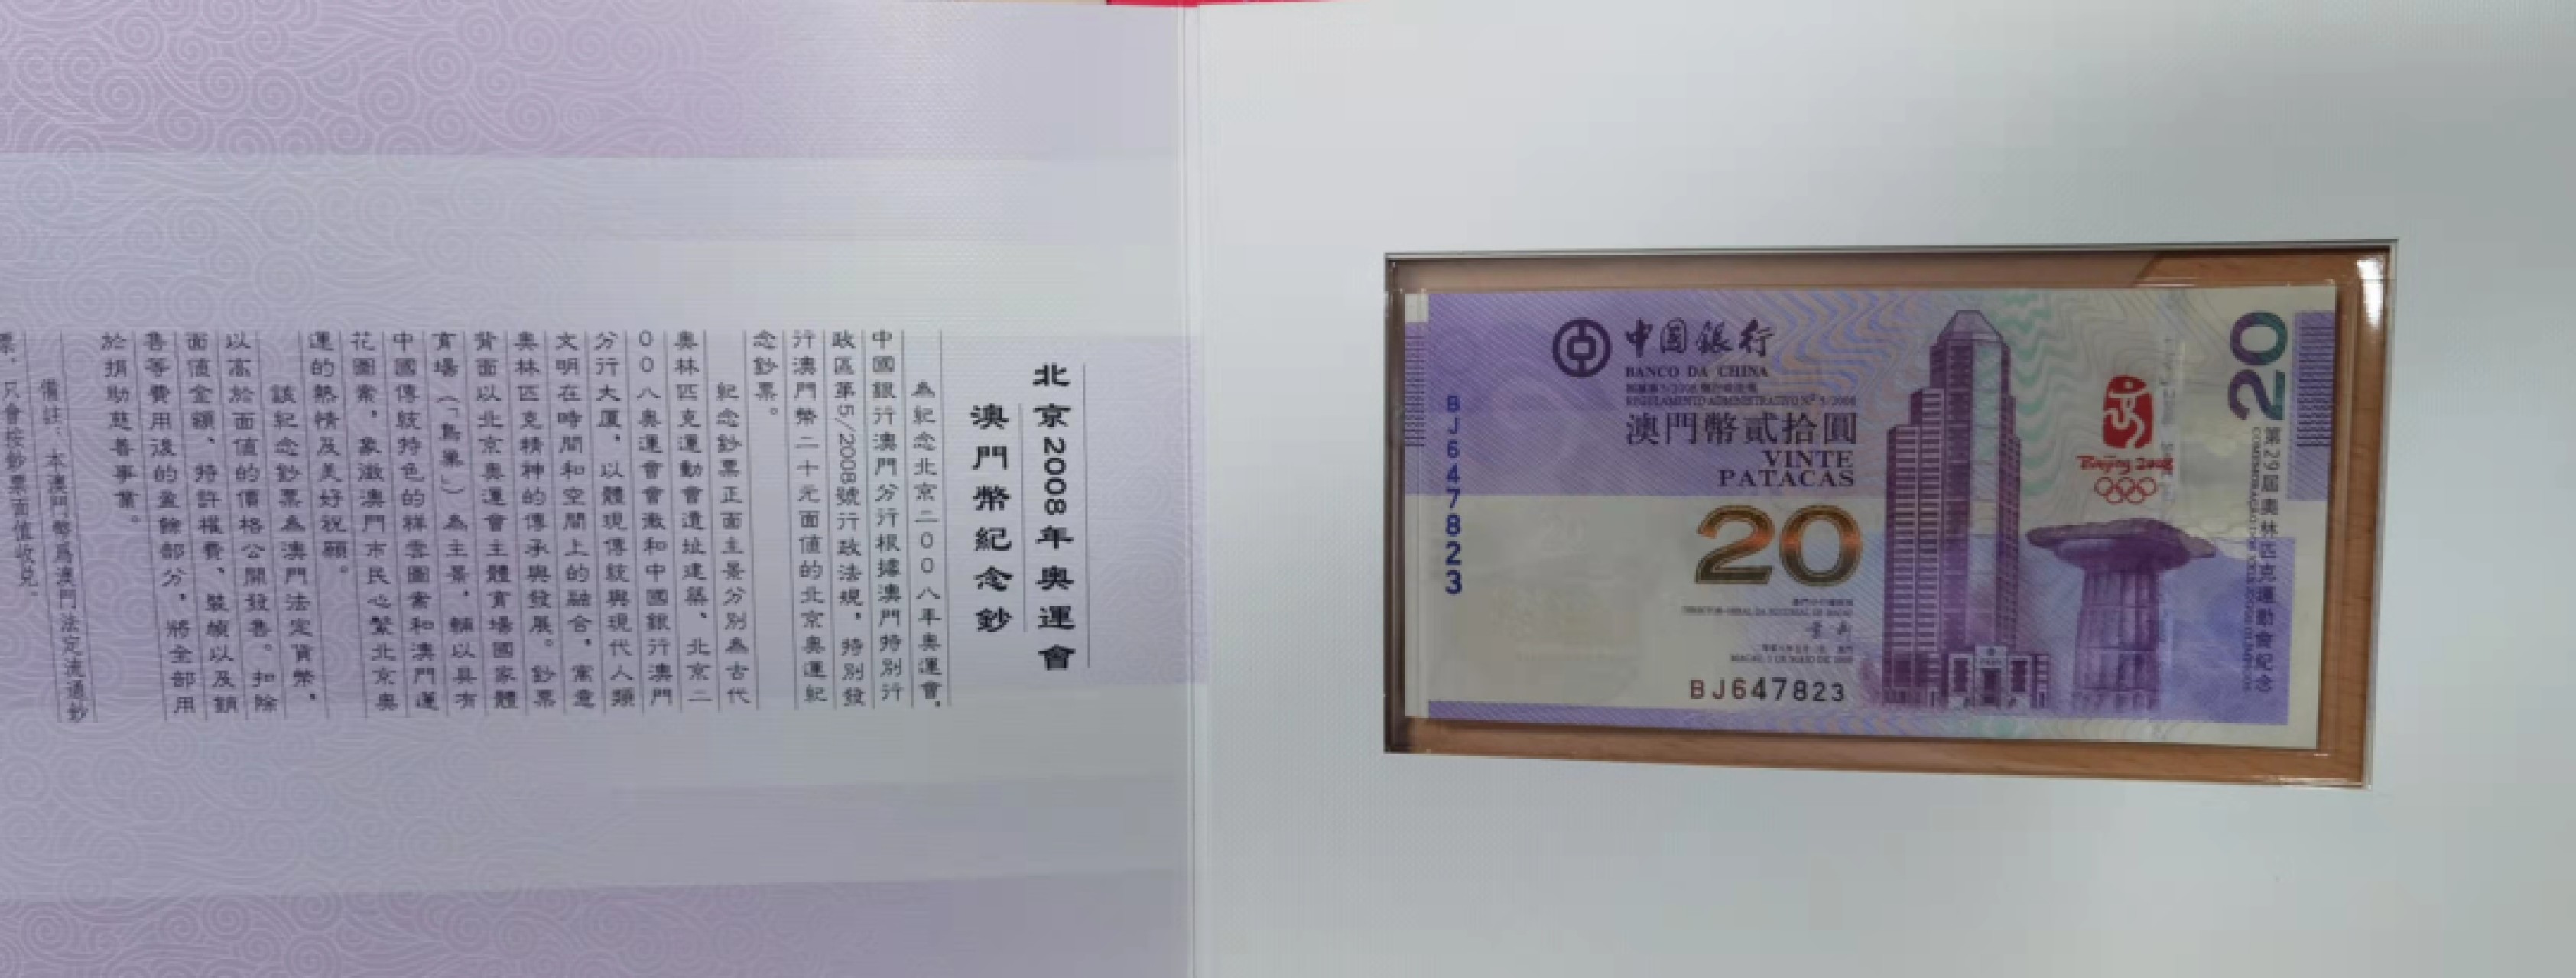 北京2008年奧運會
澳門幣紀念鈔
為紀念北京二00八年奧運會，
中國銀行澳門分行根據澳門特別行
政區第5/2008號行政法規，特別發
行澳門幣二十元面值的北京奧運紀
念鈔票。
紀念鈔票正面主景分別為古代
奧林匹克運動會遺址建築、北京二
00八奧運會會徽和中國銀行澳門
分行大厦，以體現傳統與現代人類
文明在時間和空間上的融合，寓意
奧林匹克精神的傳承與發展。鈔票
背面以北京奧運會主體育場國家體
育場（「鳥巢」）為主景，輔以具有
中國傳統特色的祥雲圖案和澳門蓮
花圖案，象徵澳門市民心繫北京奧
運的熱情及美好祝願。
該紀念鈔票為澳門法定貨幣，
以高於面值的價格公開發售。扣除
面值金額、特許權費、裝幀以及銷
售等費用後的盈餘部分，將全部用
於捐助慈善事業。
備註：本澳門幣爲澳門法定流通鈔
票，只會按鈔票面值收兌。
中国銀行
BANCO DA CHINA
REGULAMENTO ADMINISTRATIVO Nº 5/2008
澳門幣貳拾圓
VINTE
PATACAS
20
BJ647823
BJ647823
Beijing 2008
20
第29屆奧林匹克運動會紀念